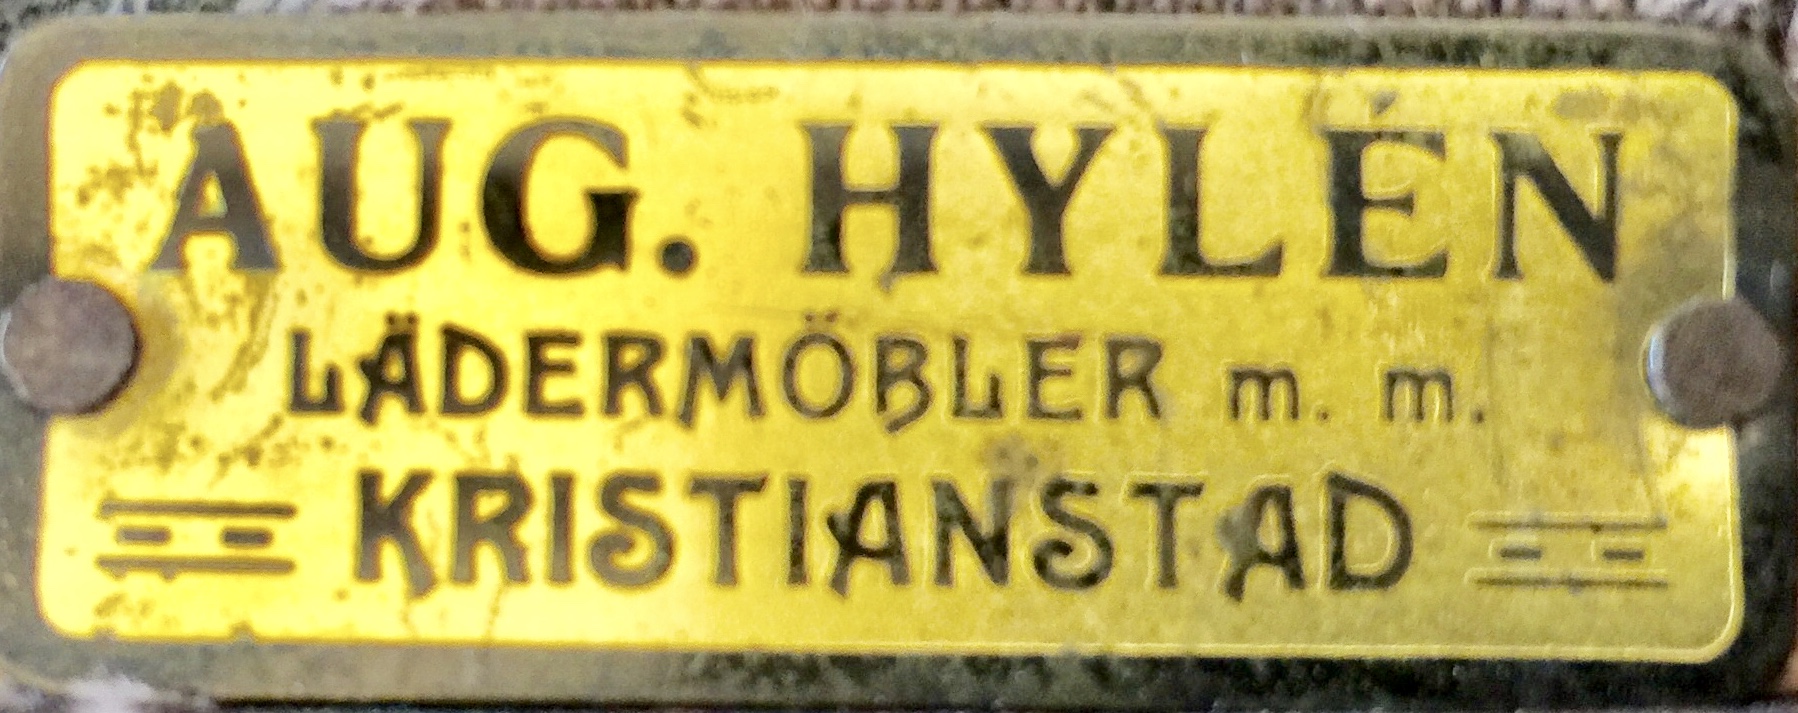 AUG. HYLÉN
LÄDERMÖBLER m. m.
KRISTIANSTAD